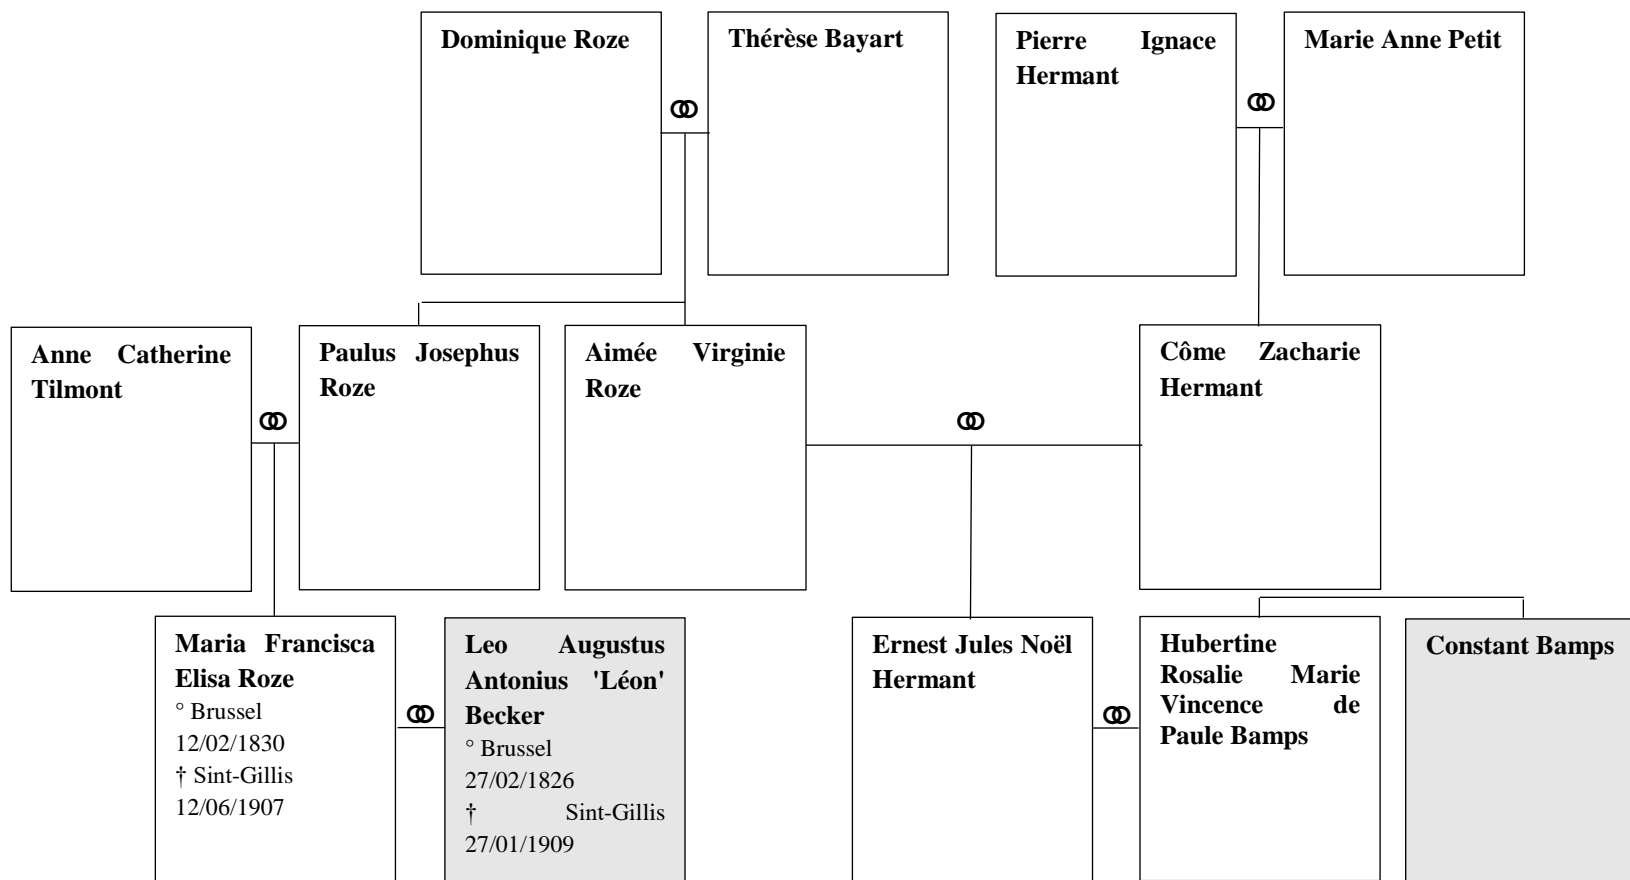 Dominique Roze
Thérèse Bayart
Pierre Ignace
Hermant
Marie Anne Petit
Anne Catherine
Tilmont
Paulus Josephus
Roze
Aimée Virginie
Roze
Côme Zacharie
Hermant
Maria Francisca
Elisa Roze
° Brussel
12/02/1830
† Sint-Gillis
12/06/1907
Leo Augustus
Antonius 'Léon'
Becker
° Brussel
27/02/1826
† Sint-Gillis
27/01/1909
Ernest Jules Noël
Hermant
Hubertine
Rosalie Marie
Vincence de
Paule Bamps
Constant Bamps